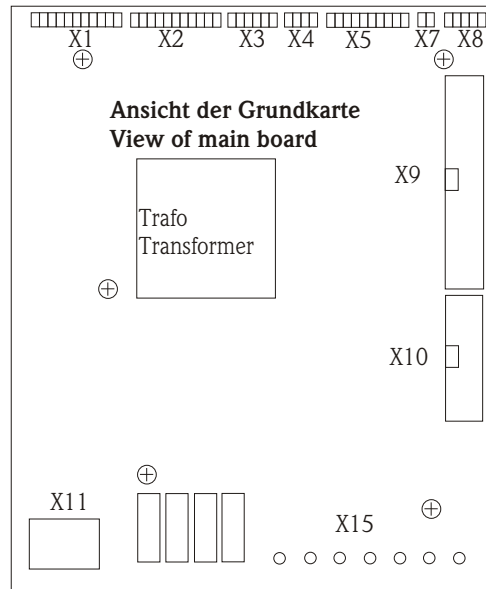 X1 X2 X3 X4 X5 X7 X8
Ansicht der Grundkarte
View of main board
X9
Trafo
Transformer
X10
X11
X15